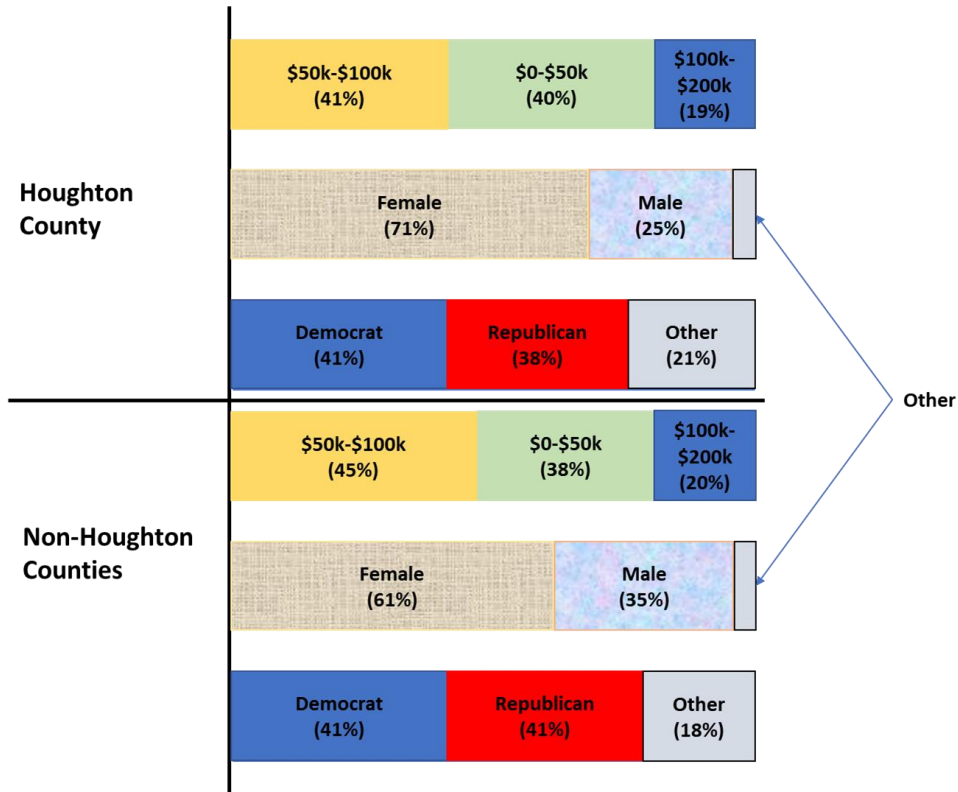 $50k-$100k
(41%)
$0-$50k
(40%)
$100k-
$200k
(19%)
Houghton
County
Female
(71%)
Male
(25%)
Democrat
(41%)
Republican
(38%)
Other
(21%)
Other
$50k-$100k
(45%)
$0-$50k
(38%)
$100k-
$200k
(20%)
Non-Houghton
Counties
Female
(61%)
Male
(35%)
Democrat
(41%)
Republican
(41%)
Other
(18%)